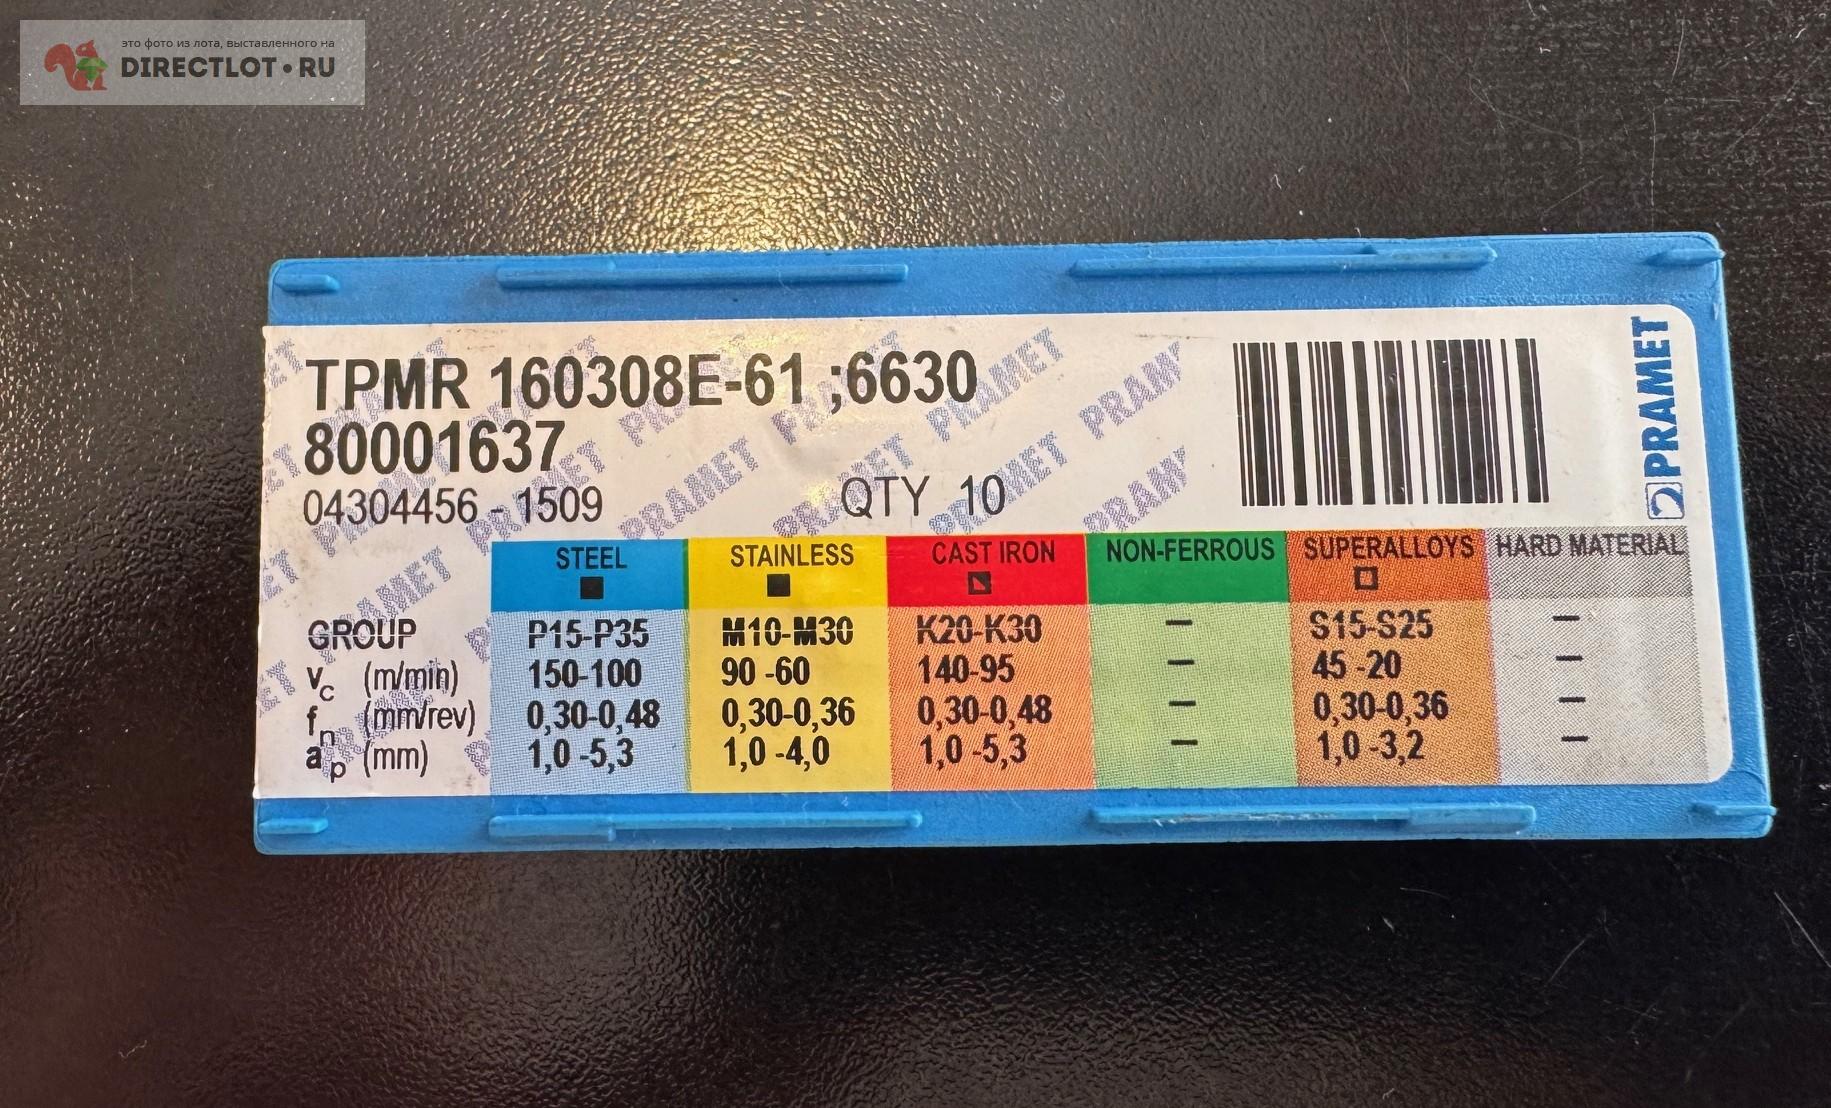 это фото из лота, выставленного на
DIRECTLOT•RU
TPMR 160308E-61 ;6630
80001637
04304456 - 1509
QTY 10
PRAMET
STEEL STAINLESS CAST IRON NON-FERROUS SUPERALLOYS HARD MATERIAL
GROUP P15-P35 M10-M30 K20-K30 – S15-S25 –
vc (m/min) 150-100 90 -60 140-95 – 45 -20 –
fn (mm/rev) 0,30-0,48 0,30-0,36 0,30-0,48 – 0,30-0,36 –
ap (mm) 1,0 -5,3 1,0 -4,0 1,0 -5,3 – 1,0 -3,2 –